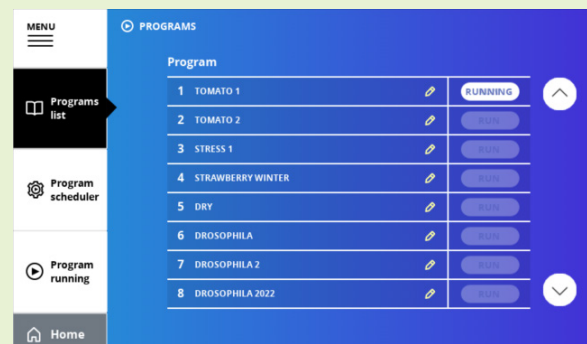 MENU
PROGRAMS
Programs
list
Program
scheduler
Program
running
Home
Program
1 TOMATO 1 RUNNING
2 TOMATO 2 RUN
3 STRESS 1 RUN
4 STRAWBERRY WINTER RUN
5 DRY RUN
6 DROSOPHILA RUN
7 DROSOPHILA 2 RUN
8 DROSOPHILA 2022 RUN